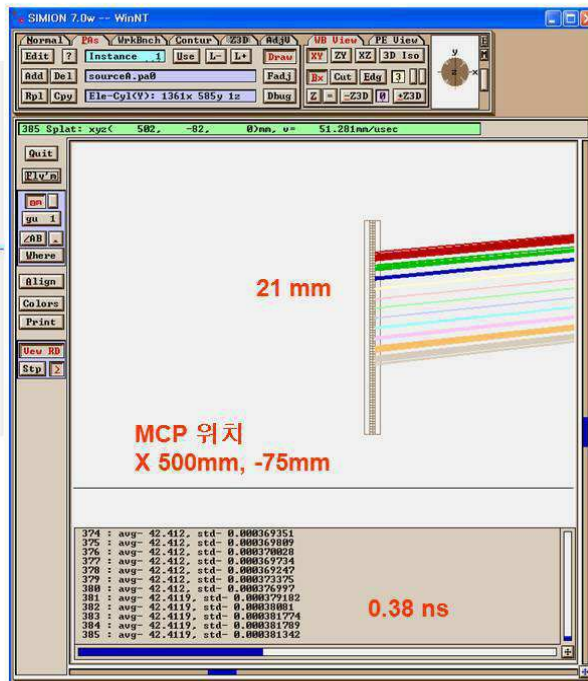 SIMION 7.0w - WinNT
Normal PAs WrkBnch Contur Z3D AdjV WB View PE View
Edit ? Instance 1 Use L- L+ Draw XY ZY XZ 3D Iso
Add Del sourceA.pa0 Fadj Bx Cut Edg 3
Rpl Cpy Ele-Cyl(Y): 1361x 585y 1z Dbug Z = -Z3D 0 +Z3D
y
z
-x
385 Splat: xyz( 502, -82, 0)mm, v= 51.281mm/usec
Quit
Fly'm
mm
gu 1
∠AB
Where
Align
Colors
Print
Vew RD
Stp
21 mm
MCP 위치
X 500mm, -75mm
374 : avg- 42.412, std- 0.000369351
375 : avg- 42.412, std- 0.000369809
376 : avg- 42.412, std- 0.000370028
377 : avg- 42.412, std- 0.000369734
378 : avg- 42.412, std- 0.000369247
379 : avg- 42.412, std- 0.000373375
380 : avg- 42.412, std- 0.000376997
381 : avg- 42.4119, std- 0.000379182
382 : avg- 42.4119, std- 0.00038081
383 : avg- 42.4119, std- 0.000381774
384 : avg- 42.4119, std- 0.000381789
385 : avg- 42.4119, std- 0.000381342
0.38 ns